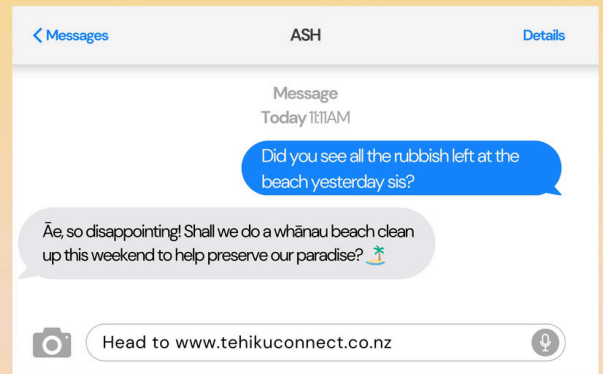 Messages
ASH
Details
Message
Today 11:11AM
Did you see all the rubbish left at the
beach yesterday sis?
Āe, so disappointing! Shall we do a whānau beach clean
up this weekend to help preserve our paradise? 🏝️
Head to www.tehikuconnect.co.nz